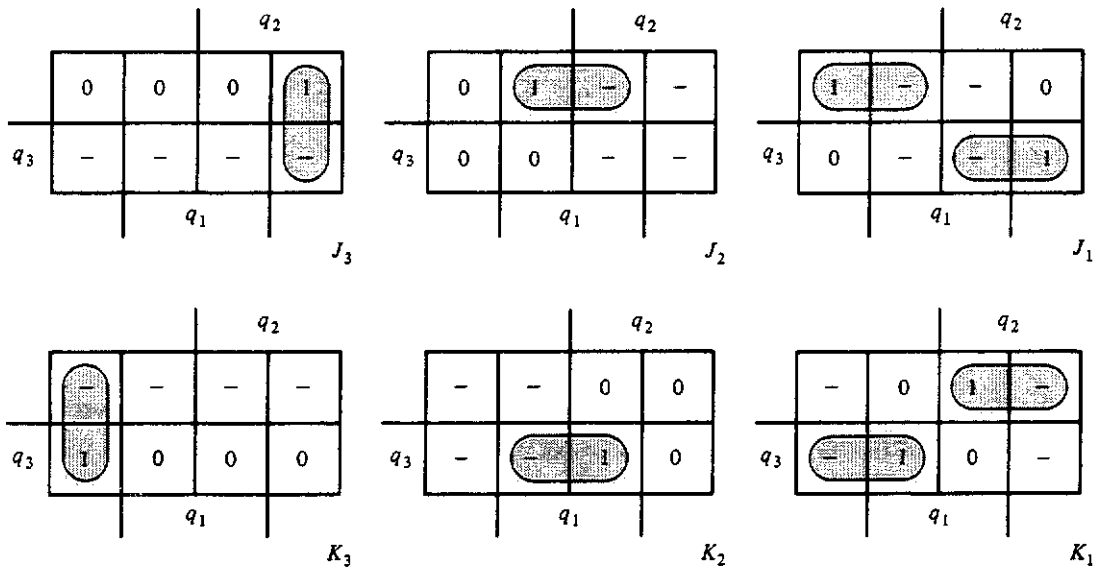 q₂ q₂ q₂
0 0 0 1 0 1 – – 1 – – 0
q₃ – – – – q₃ 0 0 – – q₃ 0 – – 1
q₁ q₁ q₁
J₃ J₂ J₁
q₂ q₂ q₂
– – – – – – 0 0 – 0 1 –
q₃ 1 0 0 0 q₃ – – 1 0 q₃ – 1 0 –
q₁ q₁ q₁
K₃ K₂ K₁